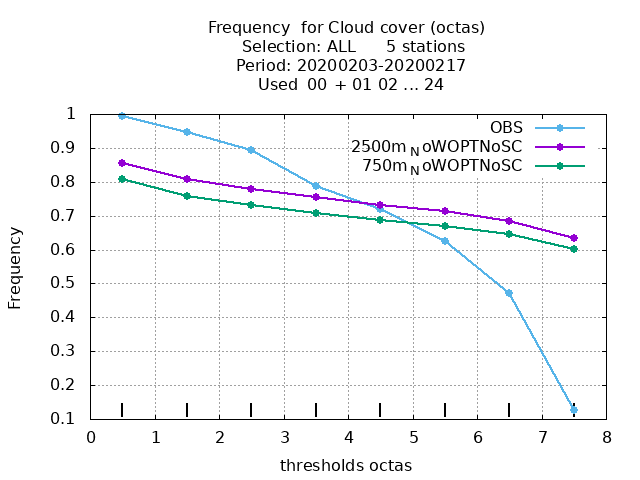 Frequency  for Cloud cover (octas)
Selection: ALL      5 stations
Period: 20200203-20200217
Used  00  + 01 02 ... 24
OBS
2500m_NoWOPTNoSC
750m_NoWOPTNoSC
1
0.9
0.8
0.7
0.6
0.5
0.4
0.3
0.2
0.1
Frequency
0 1 2 3 4 5 6 7 8
thresholds octas